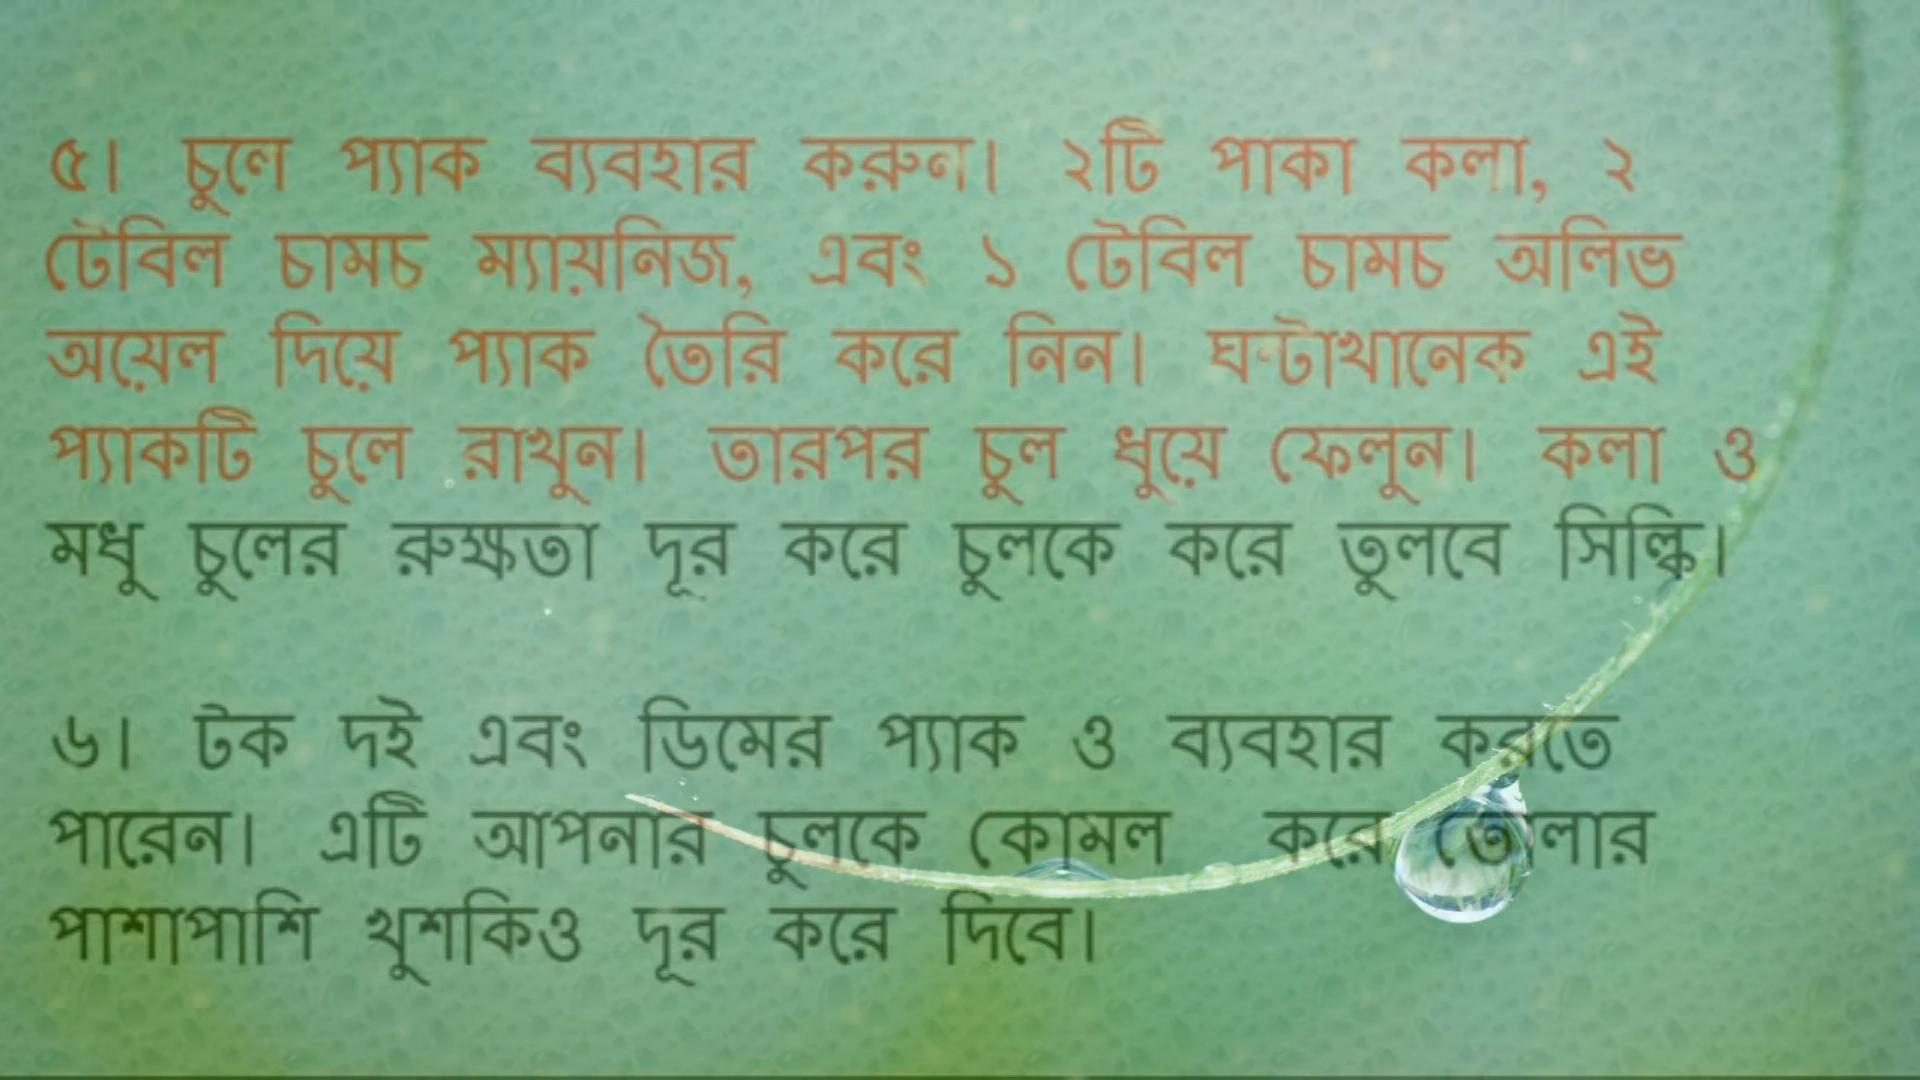 ৫। চুলে প্যাক ব্যবহার করুন। ২টি পাকা কলা, ২
টেবিল চামচ ম্যায়নিজ, এবং ১ টেবিল চামচ অলিভ
অয়েল দিয়ে প্যাক তৈরি করে নিন। ঘন্টাখানেক এই
প্যাকটি চুলে রাখুন। তারপর চুল ধুয়ে ফেলুন। কলা ও
মধু চুলের রুক্ষতা দূর করে চুলকে করে তুলবে সিল্কি।
৬। টক দই এবং ডিমের প্যাক ও ব্যবহার করতে
পারেন। এটি আপনার চুলকে কোমল করে তোলার
পাশাপাশি খুশকিও দূর করে দিবে।